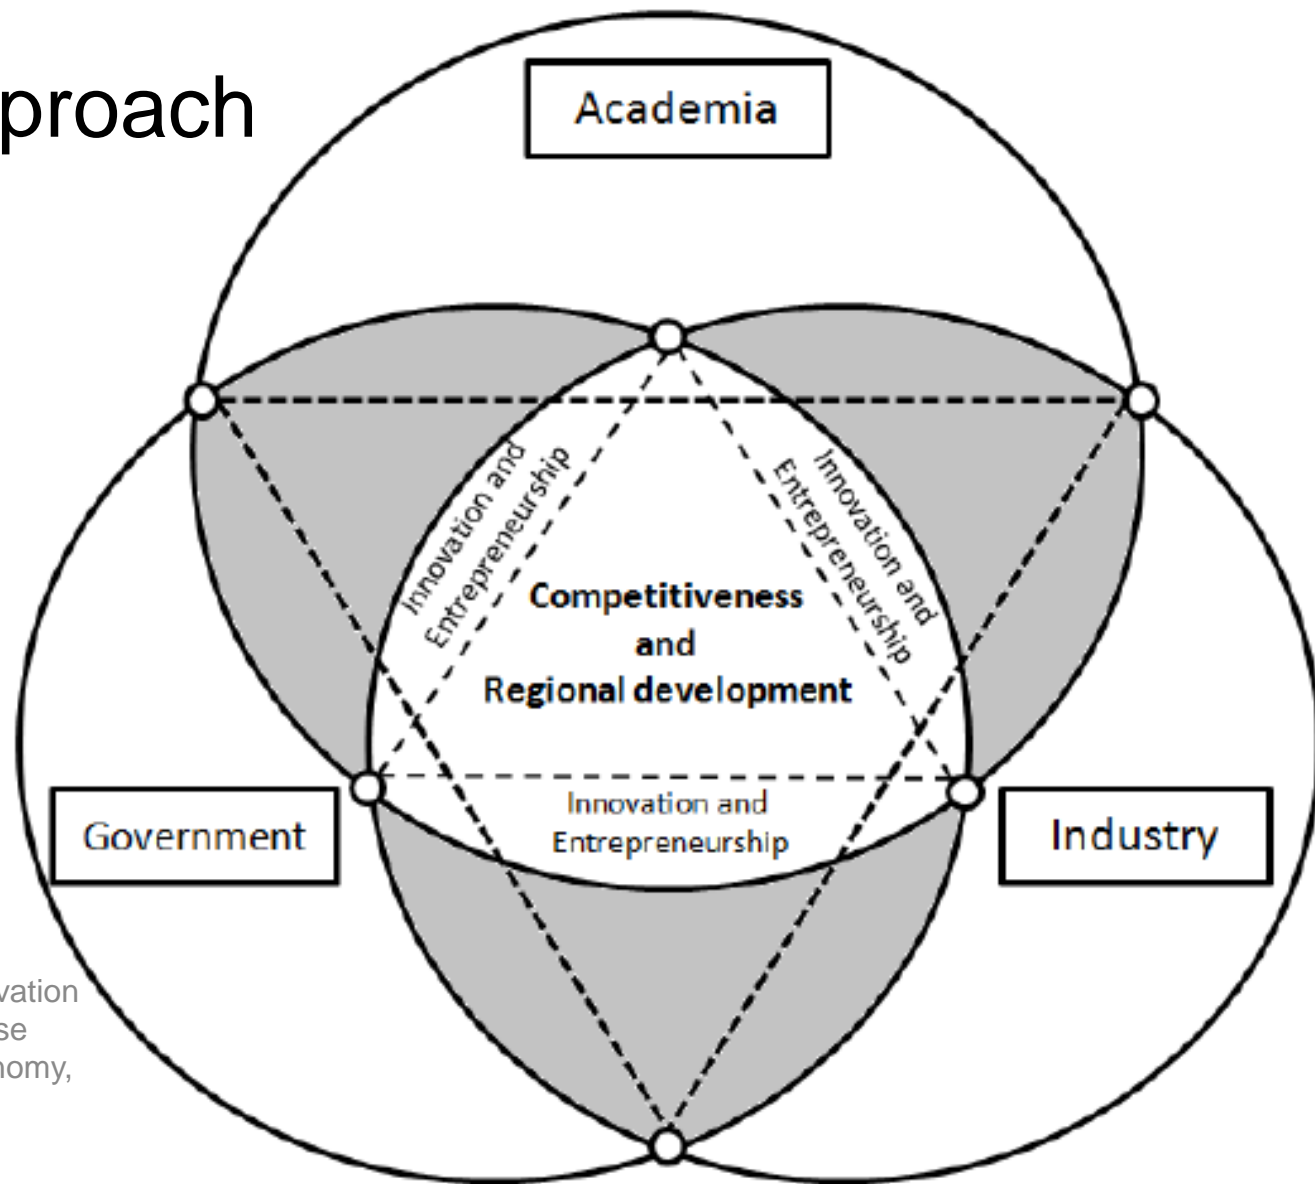 proach
Academia
Innovation and
Entrepreneurship
Innovation and
Entrepreneurship
Competitiveness
and
Regional development
Innovation and
Entrepreneurship
Government
Industry
vation
se
nomy,